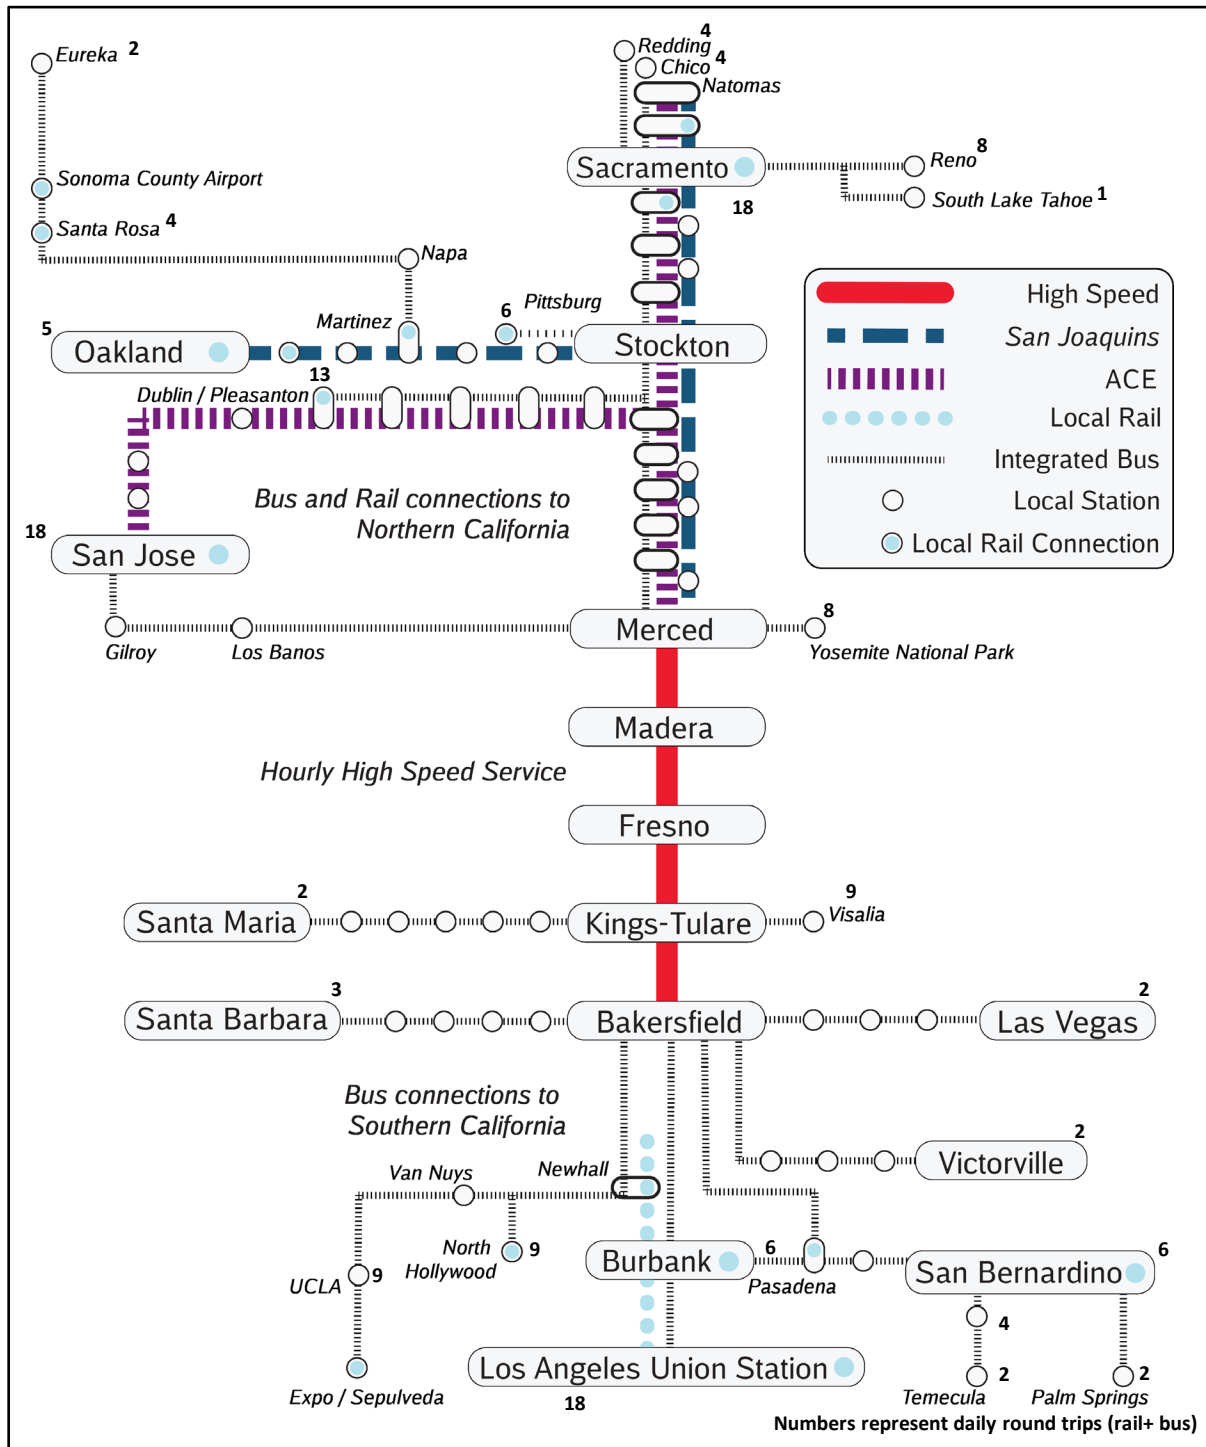 Eureka 2
4
Redding
4
Chico
Natomas
Sacramento
18
Reno 8
South Lake Tahoe 1
Sonoma County Airport
Santa Rosa 4
Napa
Martinez
6
Pittsburg
5
Oakland
Stockton
High Speed
San Joaquins
ACE
Local Rail
Integrated Bus
Local Station
Local Rail Connection
13
Dublin / Pleasanton
Bus and Rail connections to
Northern California
18
San Jose
Gilroy
Los Banos
Merced
8
Yosemite National Park
Madera
Hourly High Speed Service
Fresno
2
Santa Maria
Kings-Tulare
9
Visalia
3
Santa Barbara
Bakersfield
2
Las Vegas
Bus connections to
Southern California
2
Victorville
Newhall
Van Nuys
North
Hollywood
9
UCLA
9
Burbank
6
Pasadena
6
San Bernardino
4
Expo / Sepulveda
Los Angeles Union Station
18
2
Temecula
2
Palm Springs
Numbers represent daily round trips (rail+ bus)